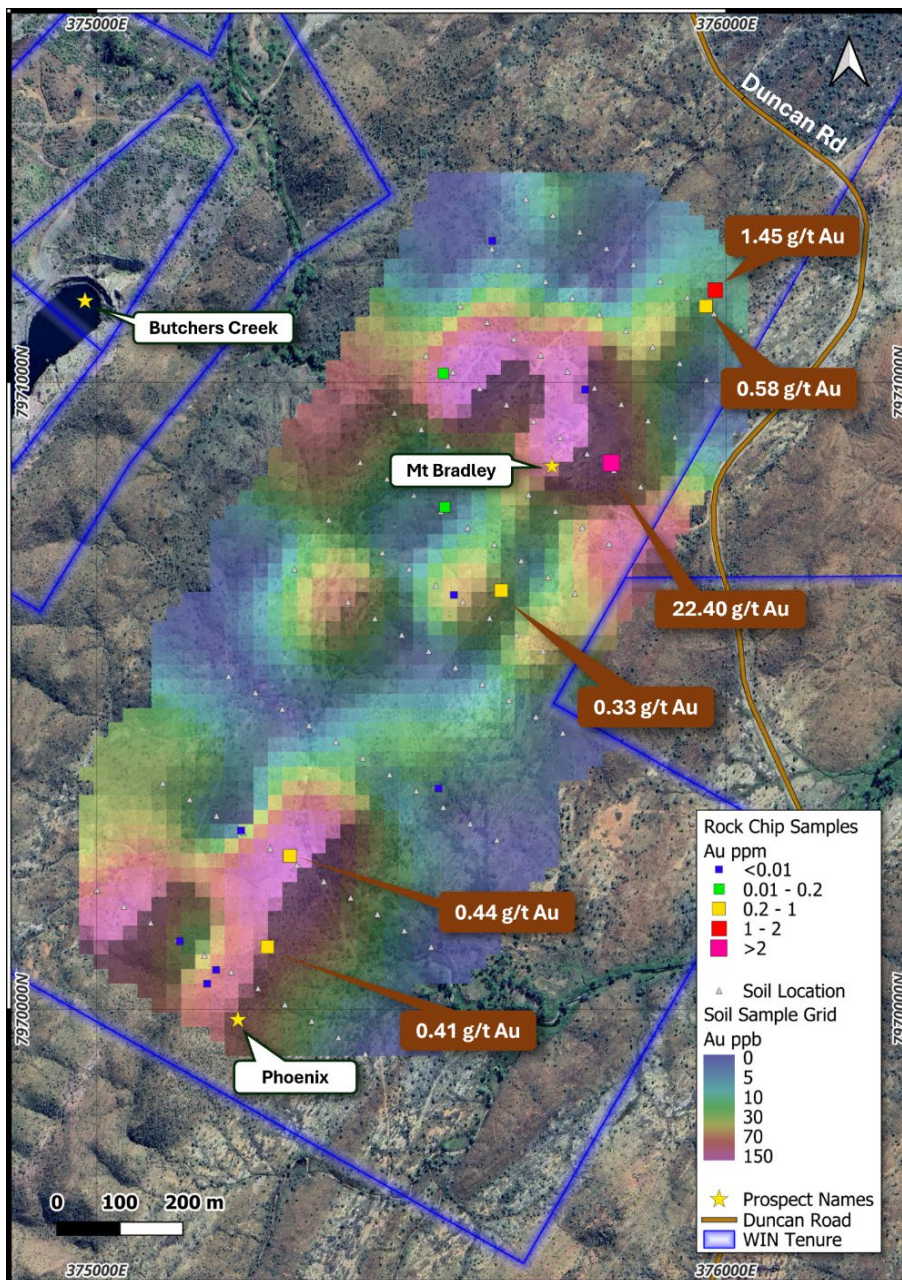 375000E
376000E
Duncan Rd
1.45 g/t Au
Butchers Creek
7971000N
7971000N
0.58 g/t Au
Mt Bradley
22.40 g/t Au
0.33 g/t Au
0.44 g/t Au
0.41 g/t Au
7970000N
7970000N
Phoenix
Rock Chip Samples
Au ppm
<0.01
0.01 - 0.2
0.2 - 1
1 - 2
>2
Soil Location
Soil Sample Grid
Au ppb
0
5
10
30
70
150
Prospect Names
Duncan Road
WIN Tenure
0 100 200 m
375000E
376000E